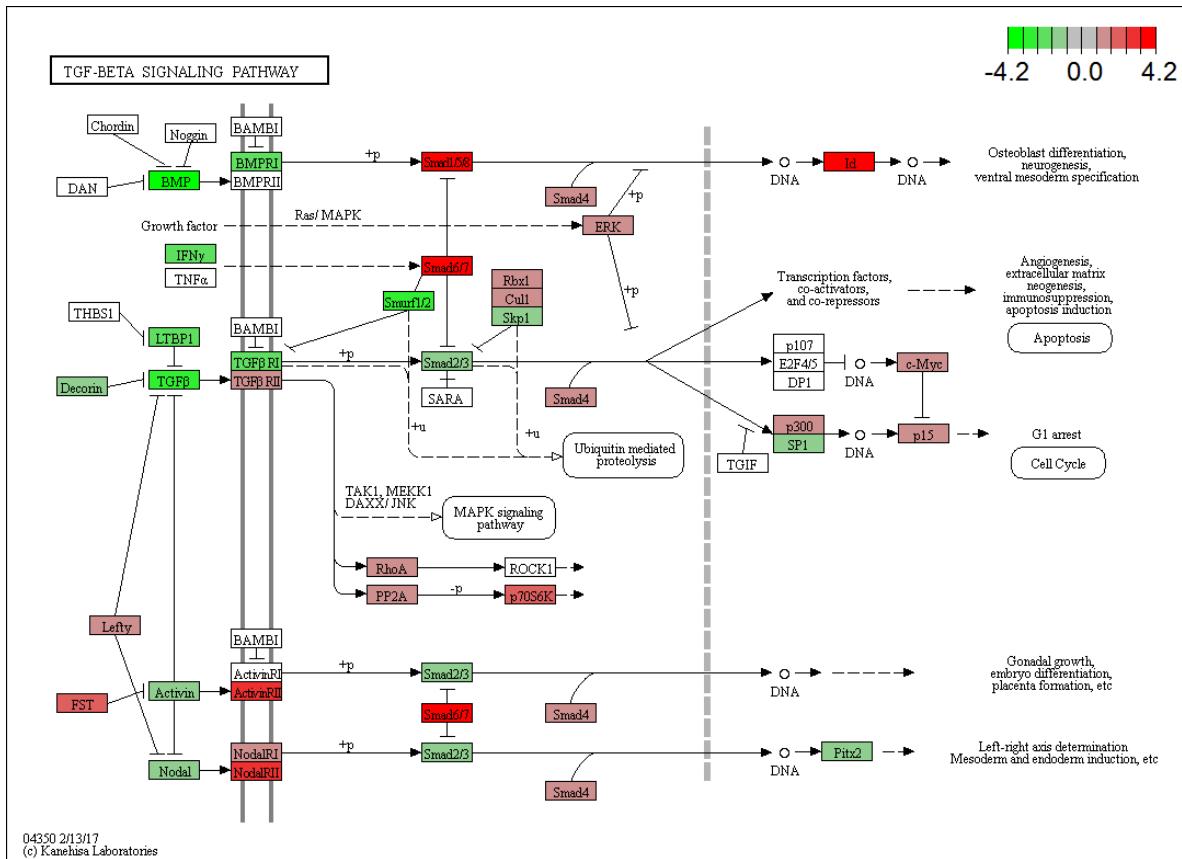 -4.2 0.0 4.2
TGF-BETA SIGNALING PATHWAY
Chordin
Noggin
BAMBI
DAN
BMP
BMPRI
BMPRII
+p
Smad1/5/8
Smad4
DNA
Id
DNA
Osteoblast differentiation,
neurogenesis,
ventral mesoderm specification
Growth factor
Ras/ MAPK
ERK
+p
+p
IFNγ
TNFα
Smad6/7
Smurf1/2
Rbx1
Cul1
Skp1
Transcription factors,
co-activators,
and co-repressors
Angiogenesis,
extracellular matrix
neogenesis,
immunosuppression,
apoptosis induction
Apoptosis
THBS1
LTBP1
BAMBI
Decorin
TGFβ
TGFβ RI
TGFβ RII
+p
Smad2/3
SARA
Smad4
p107
E2F4/5
DP1
DNA
c-Myc
p300
SP1
DNA
p15
G1 arrest
Cell Cycle
TGIF
+u
+u
Ubiquitin mediated
proteolysis
TAK1, MEKK1
DAXX/ JNK
MAPK signaling
pathway
RhoA
ROCK1
PP2A
-p
p70S6K
Lefty
BAMBI
FST
Activin
ActivinRI
ActivinRII
+p
Smad2/3
Smad4
DNA
Gonadal growth,
embryo differentiation,
placenta formation, etc
Smad6/7
Nodal
NodalRI
NodalRII
+p
Smad2/3
Smad4
DNA
Pitx2
Left-right axis determination
Mesoderm and endoderm induction, etc
04350 2/13/17
(c) Kanehisa Laboratories